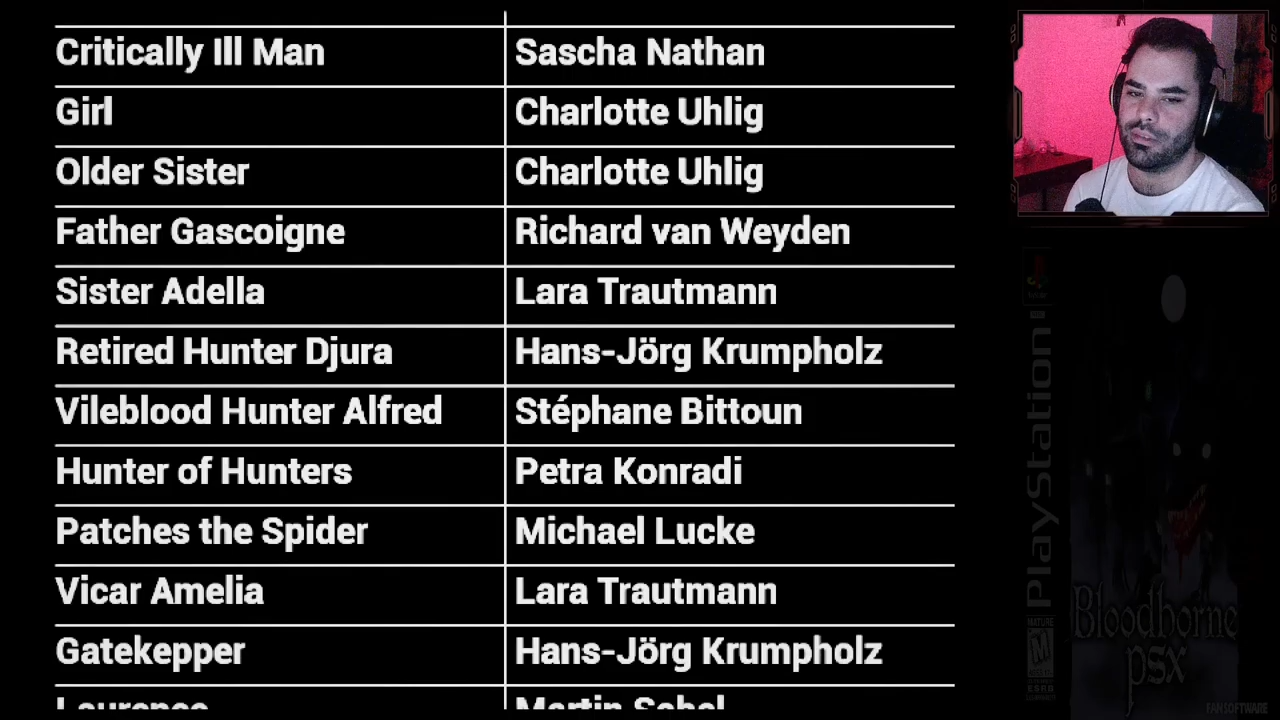 Critically Ill Man Sascha Nathan
Girl Charlotte Uhlig
Older Sister Charlotte Uhlig
Father Gascoigne Richard van Weyden
Sister Adella Lara Trautmann
Retired Hunter Djura Hans-Jörg Krumpholz
Vileblood Hunter Alfred Stéphane Bittoun
Hunter of Hunters Petra Konradi
Patches the Spider Michael Lucke
Vicar Amelia Lara Trautmann
Gatekepper Hans-Jörg Krumpholz
PlayStation
MATURE
M
Bloodborne
psx
FANSOFTWARE